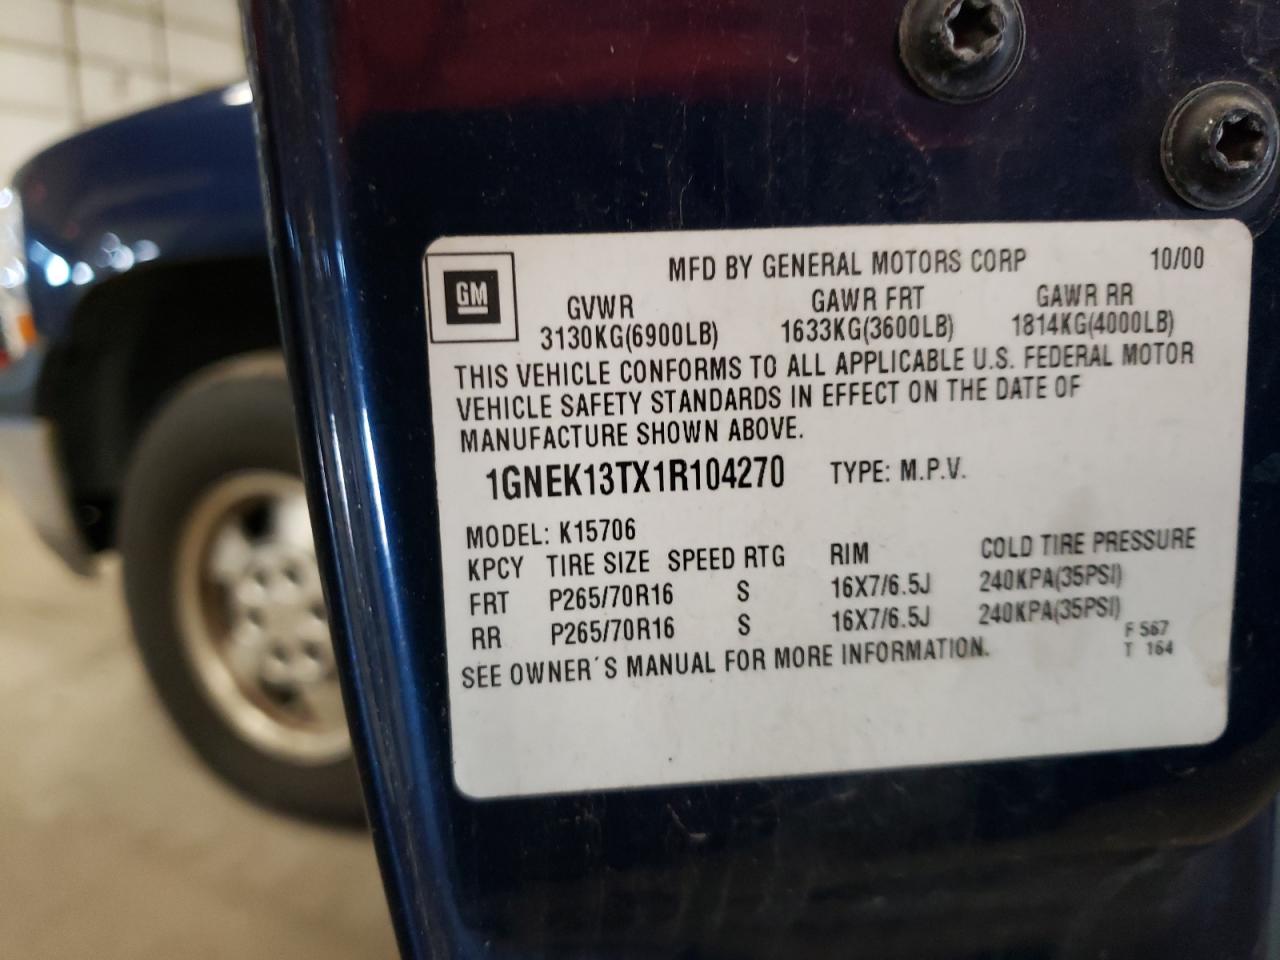 MFD BY GENERAL MOTORS CORP 10/00
GM
GVWR GAWR FRT GAWR RR
3130KG(6900LB) 1633KG(3600LB) 1814KG(4000LB)
THIS VEHICLE CONFORMS TO ALL APPLICABLE U.S. FEDERAL MOTOR
VEHICLE SAFETY STANDARDS IN EFFECT ON THE DATE OF
MANUFACTURE SHOWN ABOVE.
1GNEK13TX1R104270 TYPE: M.P.V.
MODEL: K15706
KPCY TIRE SIZE SPEED RTG RIM COLD TIRE PRESSURE
FRT P265/70R16 S 16X7/6.5J 240KPA(35PSI)
RR P265/70R16 S 16X7/6.5J 240KPA(35PSI)
SEE OWNER´S MANUAL FOR MORE INFORMATION.
F 567
T 164